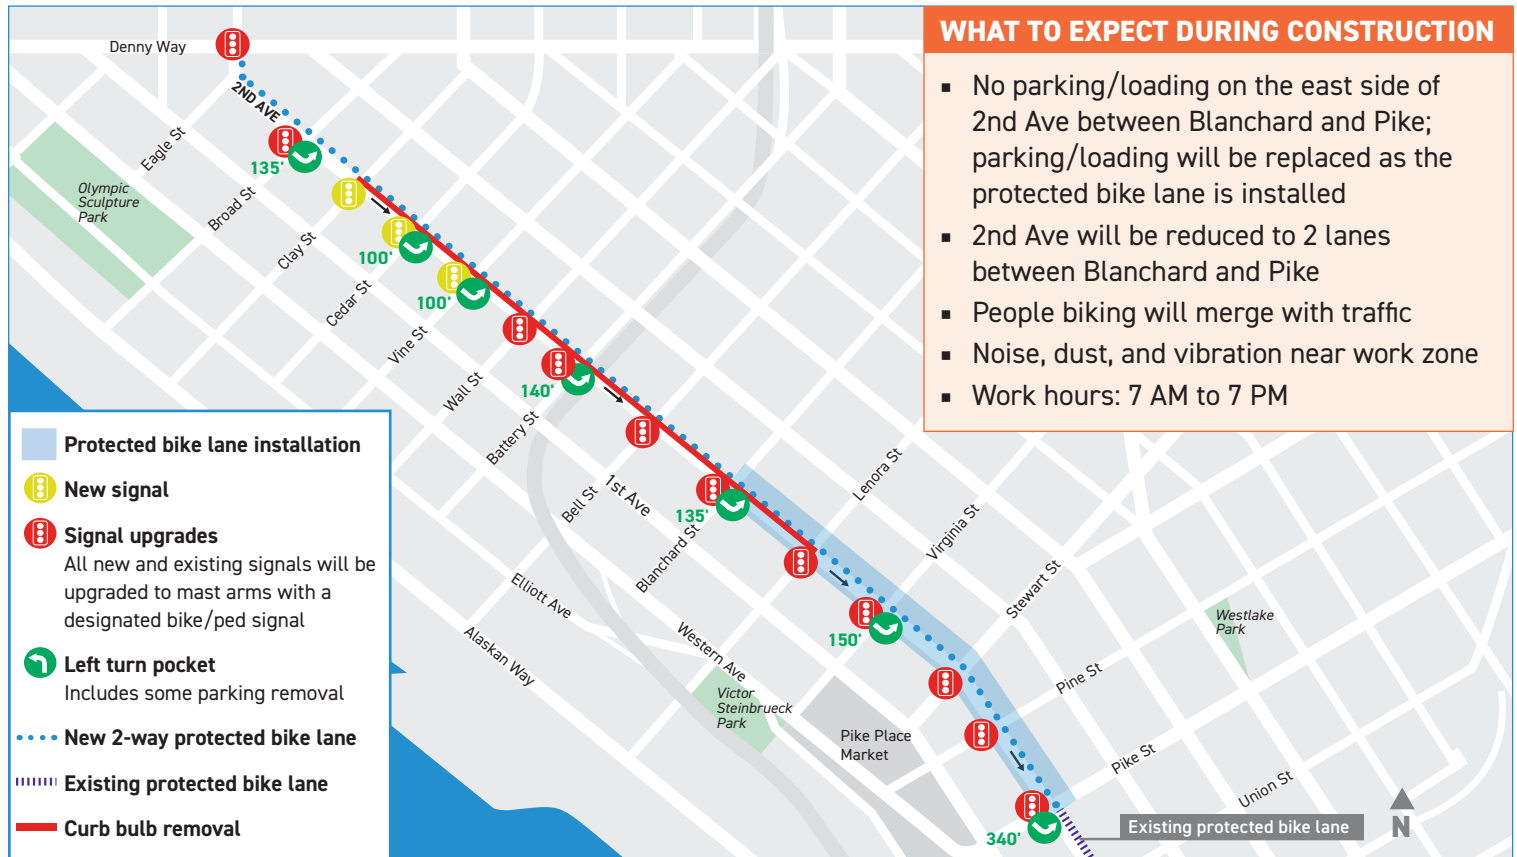 WHAT TO EXPECT DURING CONSTRUCTION
▪ No parking/loading on the east side of
2nd Ave between Blanchard and Pike;
parking/loading will be replaced as the
protected bike lane is installed
▪ 2nd Ave will be reduced to 2 lanes
between Blanchard and Pike
▪ People biking will merge with traffic
▪ Noise, dust, and vibration near work zone
▪ Work hours: 7 AM to 7 PM
Denny Way
2ND AVE
Eagle St
135'
Olympic
Sculpture
Park
Broad St
Clay St
100'
Cedar St
100'
Vine St
Wall St
140'
Battery St
Bell St
1st Ave
135'
Blanchard St
Lenora St
Virginia St
Stewart St
Elliott Ave
Alaskan Way
Western Ave
150'
Victor
Steinbrueck
Park
Pike Place
Market
Westlake
Park
Pine St
Pike St
Union St
340'
Existing protected bike lane
N
Protected bike lane installation
New signal
Signal upgrades
All new and existing signals will be
upgraded to mast arms with a
designated bike/ped signal
Left turn pocket
Includes some parking removal
New 2-way protected bike lane
Existing protected bike lane
Curb bulb removal